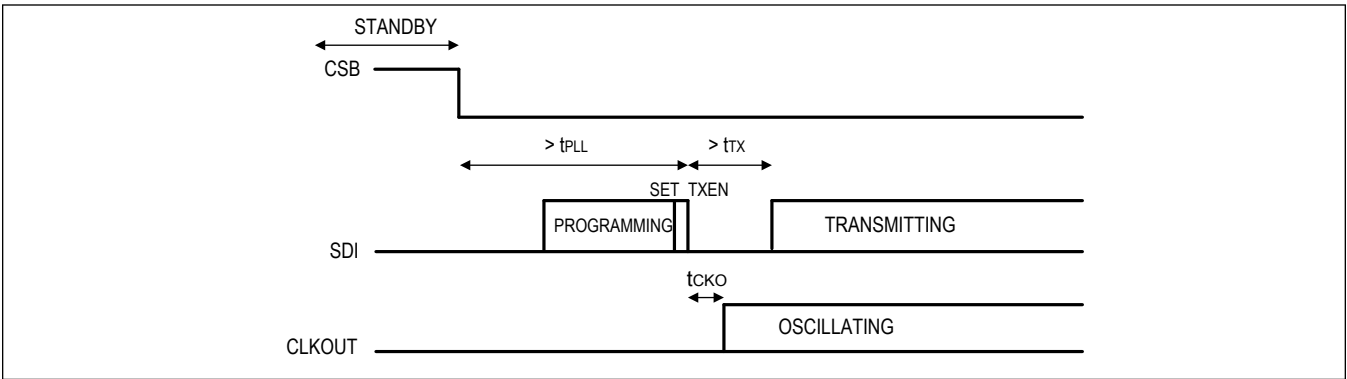 STANDBY
CSB
> tPLL
> tTX
SET TXEN
PROGRAMMING
TRANSMITTING
SDI
tCKO
OSCILLATING
CLKOUT